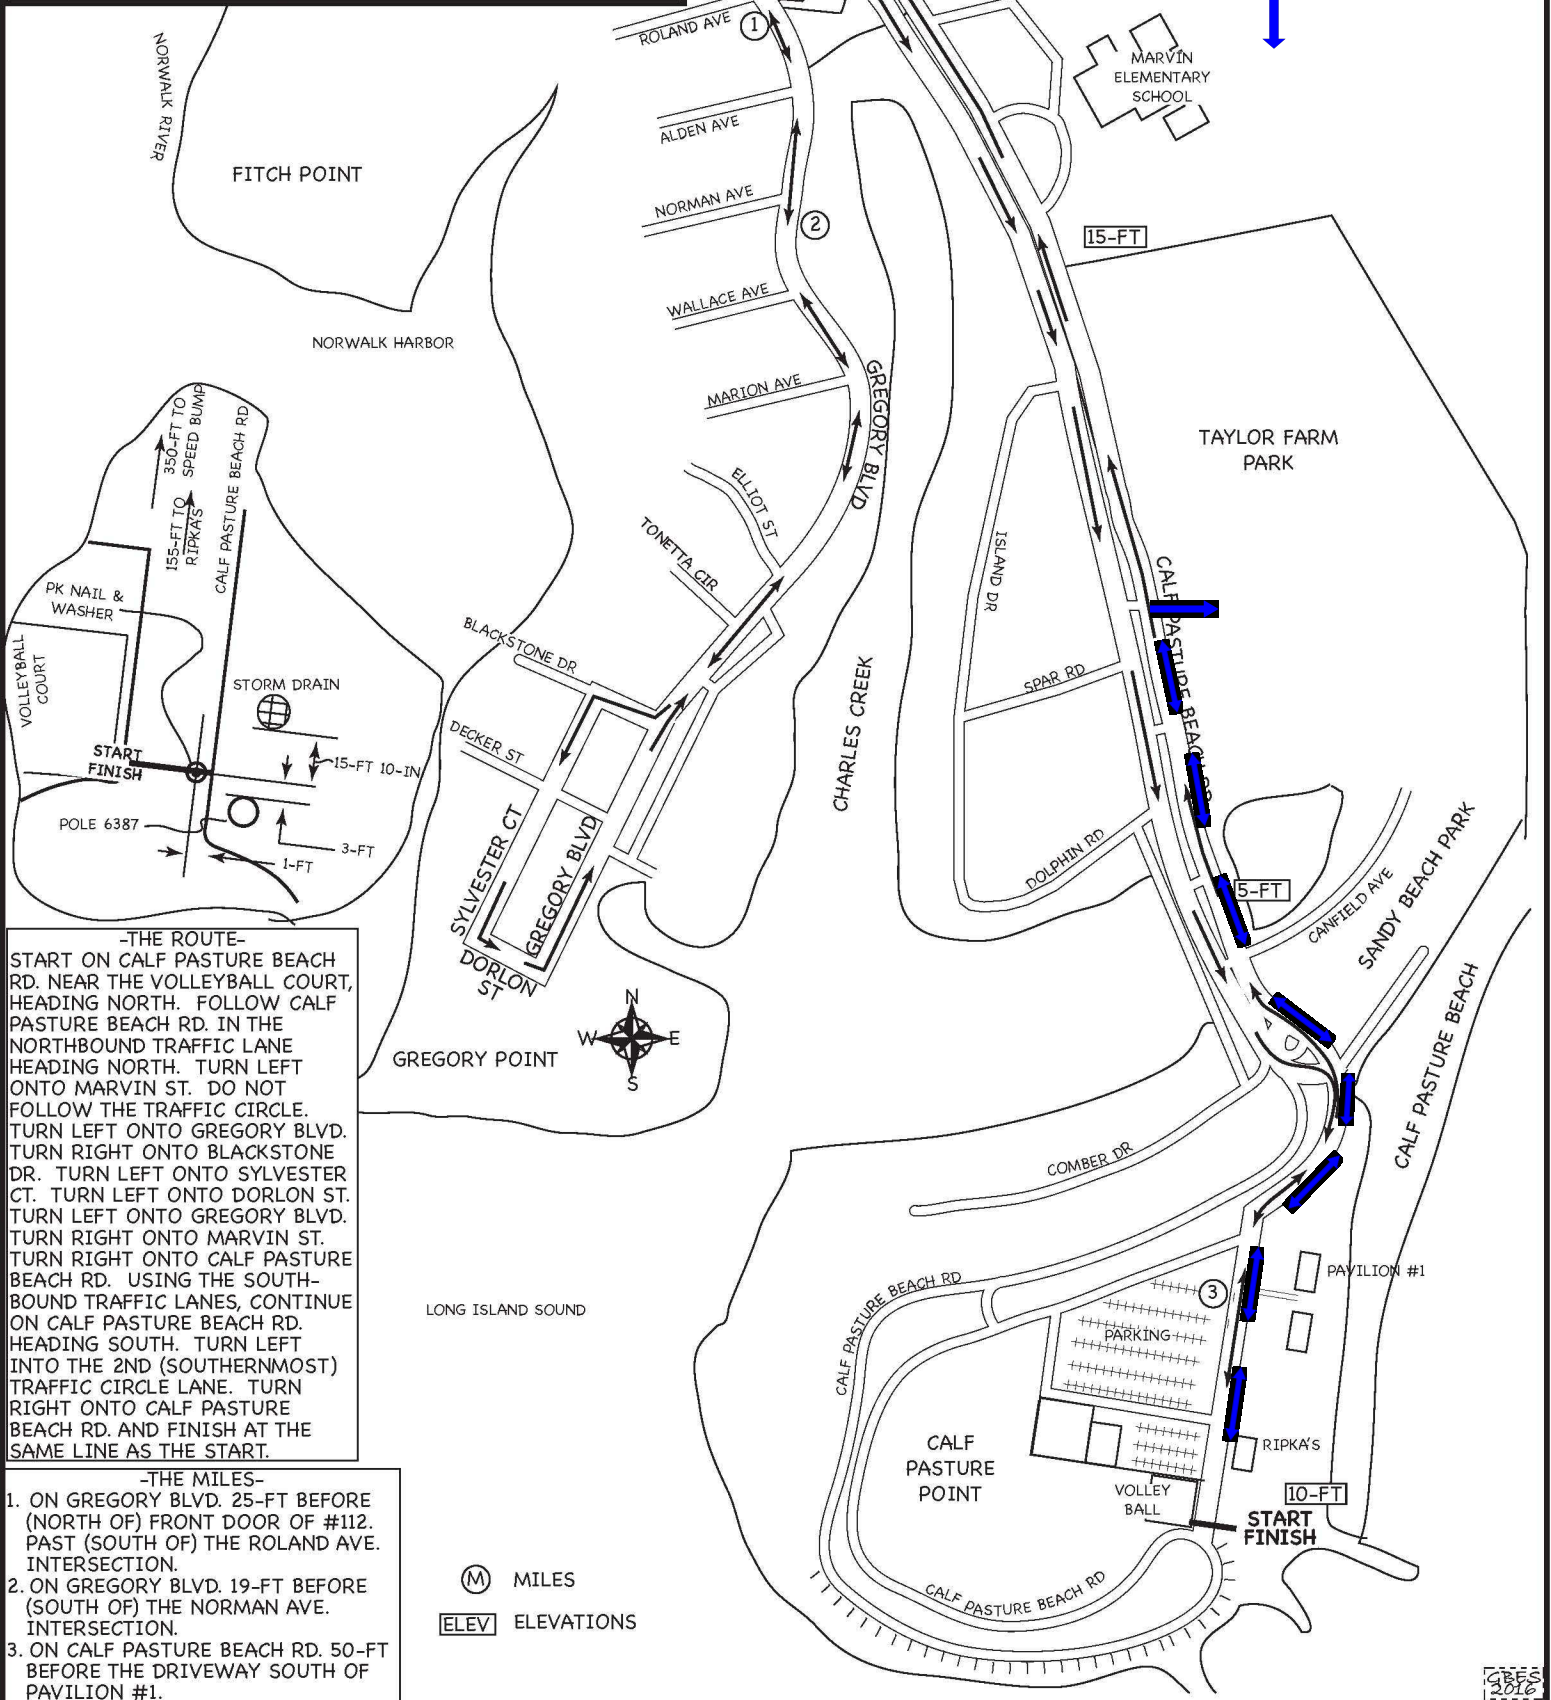 ROLAND AVE
1
MARVIN
ELEMENTARY
SCHOOL
NORWALK RIVER
ALDEN AVE
FITCH POINT
NORMAN AVE
2
15-FT
WALLACE AVE
NORWALK HARBOR
GREGORY BLVD
MARION AVE
350-FT TO
SPEED BUMP
CALF PASTURE BEACH RD
155-FT TO
RIPKA'S
TAYLOR FARM
PARK
ELLIOT ST
TONETTA CIR
ISLAND DR
CALF PASTURE BEACH RD
PK NAIL &
WASHER
BLACKSTONE DR
VOLLEYBALL
COURT
STORM DRAIN
SPAR RD
CHARLES CREEK
DECKER ST
START
FINISH
15-FT 10-IN
POLE 6387
3-FT
1-FT
SYLVESTER CT
GREGORY BLVD
DOLPHIN RD
5-FT
CANFIELD AVE
SANDY BEACH PARK
DORLON
ST
-THE ROUTE-
START ON CALF PASTURE BEACH
RD. NEAR THE VOLLEYBALL COURT,
HEADING NORTH. FOLLOW CALF
PASTURE BEACH RD. IN THE
NORTHBOUND TRAFFIC LANE
HEADING NORTH. TURN LEFT
ONTO MARVIN ST. DO NOT
FOLLOW THE TRAFFIC CIRCLE.
TURN LEFT ONTO GREGORY BLVD.
TURN RIGHT ONTO BLACKSTONE
DR. TURN LEFT ONTO SYLVESTER
CT. TURN LEFT ONTO DORLON ST.
TURN LEFT ONTO GREGORY BLVD.
TURN RIGHT ONTO MARVIN ST.
TURN RIGHT ONTO CALF PASTURE
BEACH RD. USING THE SOUTH-
BOUND TRAFFIC LANES, CONTINUE
ON CALF PASTURE BEACH RD.
HEADING SOUTH. TURN LEFT
INTO THE 2ND (SOUTHERNMOST)
TRAFFIC CIRCLE LANE. TURN
RIGHT ONTO CALF PASTURE
BEACH RD. AND FINISH AT THE
SAME LINE AS THE START.
N
W E
S
GREGORY POINT
CALF PASTURE BEACH
COMBER DR
LONG ISLAND SOUND
CALF PASTURE BEACH RD
3
PAVILION #1
PARKING
CALF
PASTURE
POINT
RIPKA'S
VOLLEY
BALL
10-FT
START
FINISH
CALF PASTURE BEACH RD
-THE MILES-
1. ON GREGORY BLVD. 25-FT BEFORE
(NORTH OF) FRONT DOOR OF #112.
PAST (SOUTH OF) THE ROLAND AVE.
INTERSECTION.
2. ON GREGORY BLVD. 19-FT BEFORE
(SOUTH OF) THE NORMAN AVE.
INTERSECTION.
3. ON CALF PASTURE BEACH RD. 50-FT
BEFORE THE DRIVEWAY SOUTH OF
PAVILION #1.
M MILES
ELEV ELEVATIONS
GBES
2016